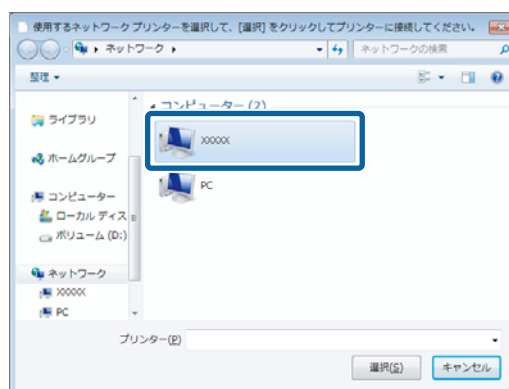 使用するネットワーク プリンターを選択して、[選択] をクリックしてプリンターに接続してください。
ネットワーク
ネットワークの検索
整理
コンピューター (2)
ライブラリ
XXXXX
ホームグループ
PC
コンピューター
ローカル ディス
ボリューム (D:)
ネットワーク
XXXXX
PC
プリンター(P)
選択(S)
キャンセル